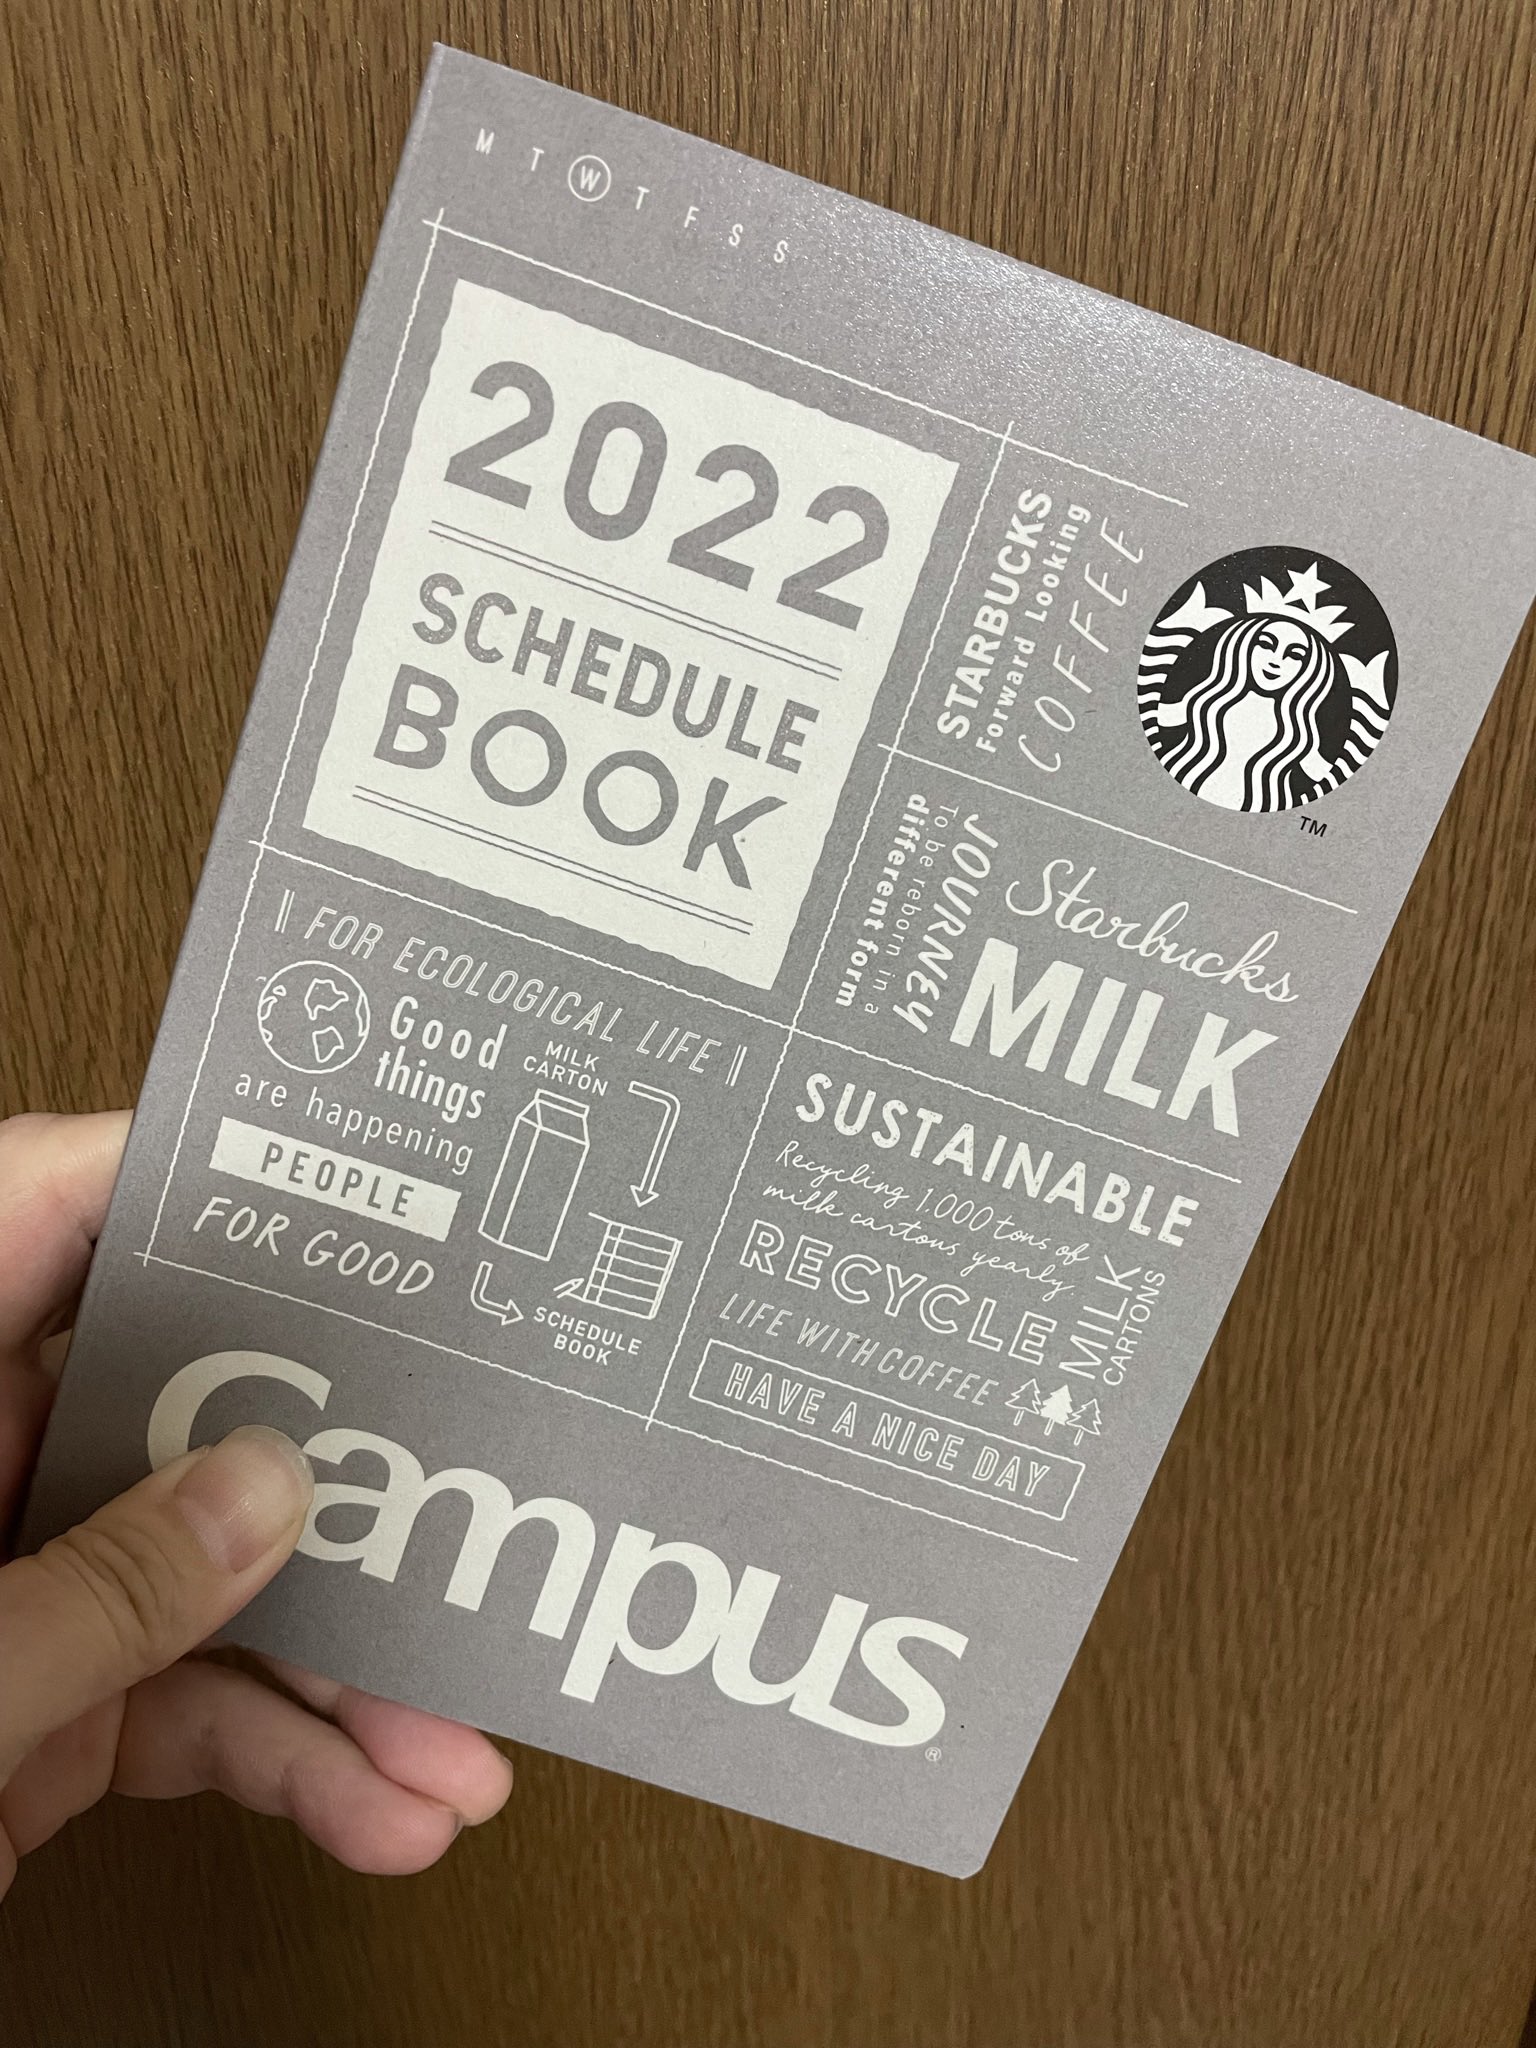 M T W T F S S
2022
SCHEDULE
BOOK
STARBUCKS
Forward Looking
COFFEE
TM
JOURNEY
To be reborn in a
different form
Starbucks
MILK
FOR ECOLOGICAL LIFE
Good
things
are happening
PEOPLE
FOR GOOD
MILK
CARTON
SCHEDULE
BOOK
SUSTAINABLE
Recycling 1,000 tons of
milk cartons yearly.
RECYCLE
MILK
CARTONS
LIFE WITH COFFEE
HAVE A NICE DAY
Campus®